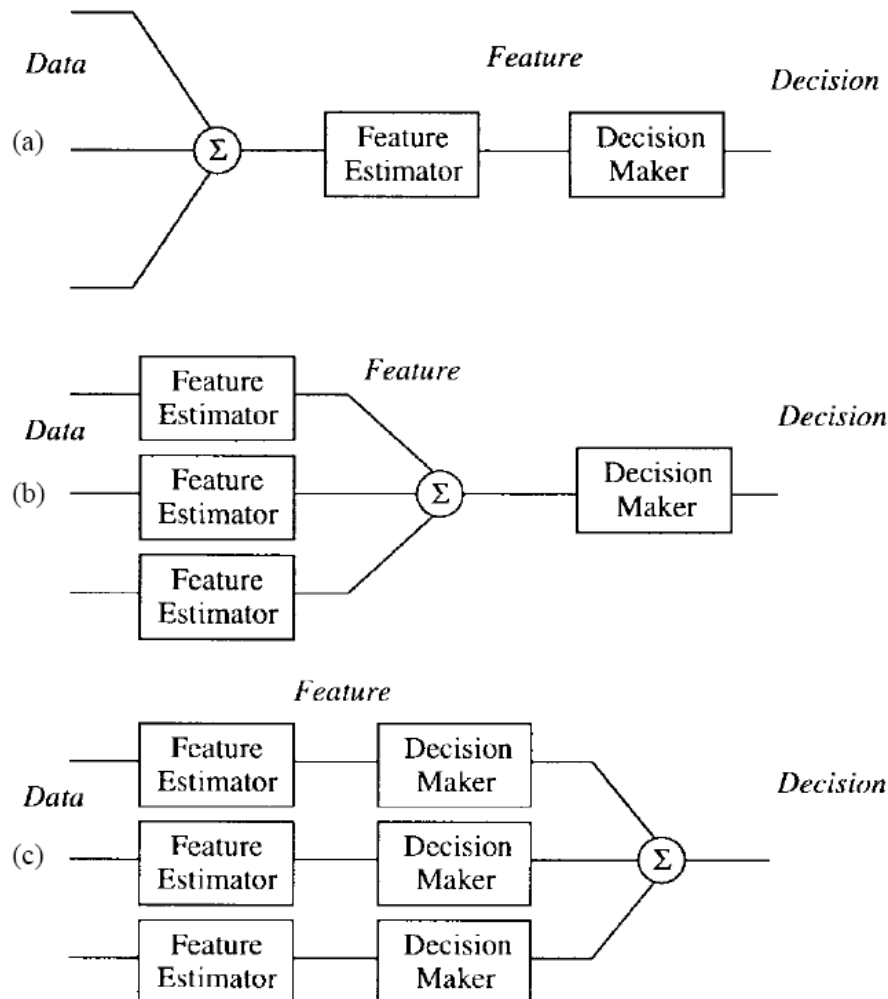 Data
Feature
Decision
(a)
Σ
Feature
Estimator
Decision
Maker
Feature
Estimator
Feature
Decision
Data
(b)
Feature
Estimator
Σ
Decision
Maker
Feature
Estimator
Feature
Feature
Estimator
Decision
Maker
Data
Decision
(c)
Feature
Estimator
Decision
Maker
Σ
Feature
Estimator
Decision
Maker